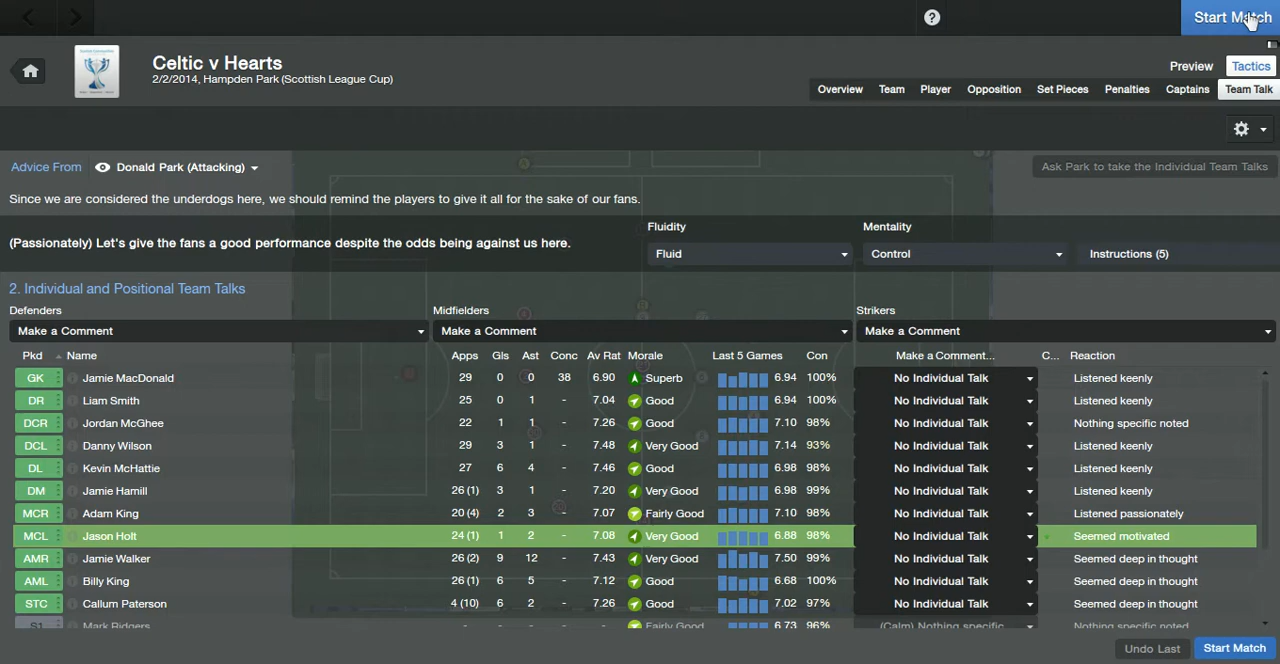 Start Match
Celtic v Hearts
2/2/2014, Hampden Park (Scottish League Cup)
Preview Tactics
Overview Team Player Opposition Set Pieces Penalties Captains Team Talk
Advice From Donald Park (Attacking) Ask Park to take the Individual Team Talks
Since we are considered the underdogs here, we should remind the players to give it all for the sake of our fans.
Fluidity Mentality
(Passionately) Let's give the fans a good performance despite the odds being against us here. Fluid Control Instructions (5)
2. Individual and Positional Team Talks
Defenders Midfielders Strikers
Make a Comment Make a Comment Make a Comment
Pkd Name Apps Gls Ast Conc Av Rat Morale Last 5 Games Con Make a Comment... C... Reaction
GK Jamie MacDonald 29 0 0 38 6.90 Superb 6.94 100% No Individual Talk Listened keenly
DR Liam Smith 25 0 1 - 7.04 Good 6.94 100% No Individual Talk Listened keenly
DCR Jordan McGhee 22 1 1 - 7.26 Good 7.10 98% No Individual Talk Nothing specific noted
DCL Danny Wilson 29 3 1 - 7.48 Very Good 7.14 93% No Individual Talk Listened keenly
DL Kevin McHattie 27 6 4 - 7.46 Good 6.98 98% No Individual Talk Listened keenly
DM Jamie Hamill 26 (1) 3 1 - 7.20 Very Good 6.98 99% No Individual Talk Listened keenly
MCR Adam King 20 (4) 2 3 - 7.07 Fairly Good 7.10 98% No Individual Talk Listened passionately
MCL Jason Holt 24 (1) 1 2 - 7.08 Very Good 6.88 98% No Individual Talk Seemed motivated
AMR Jamie Walker 26 (2) 9 12 - 7.43 Very Good 7.50 99% No Individual Talk Seemed deep in thought
AML Billy King 26 (1) 6 5 - 7.12 Good 6.68 100% No Individual Talk Seemed deep in thought
STC Callum Paterson 4 (10) 6 2 - 7.26 Good 7.02 97% No Individual Talk Seemed deep in thought
S1 Mark Ridgers - - - - - Fairly Good 6.73 96% (Calm) Nothing specific Nothing specific noted
Undo Last Start Match